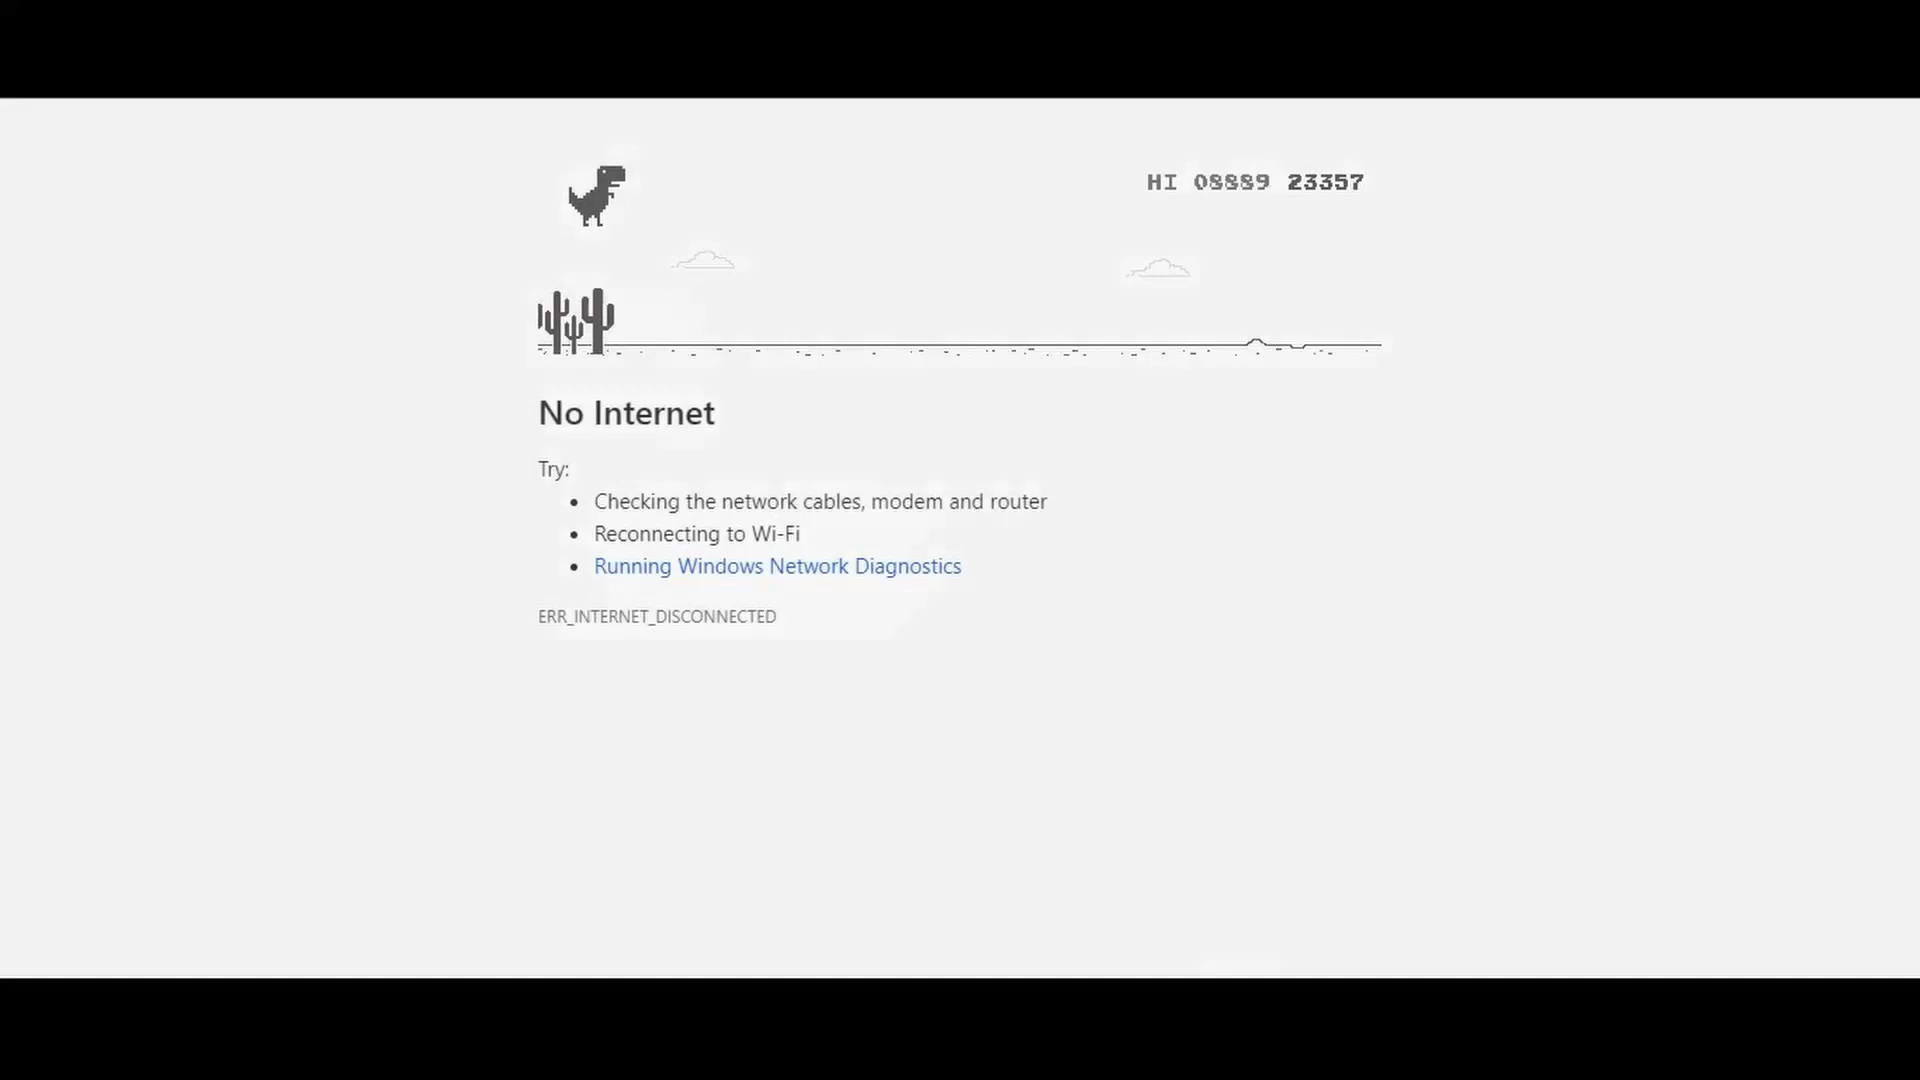 HI 08889 23357
No Internet
Try:
Checking the network cables, modem and router
Reconnecting to Wi-Fi
Running Windows Network Diagnostics
ERR_INTERNET_DISCONNECTED